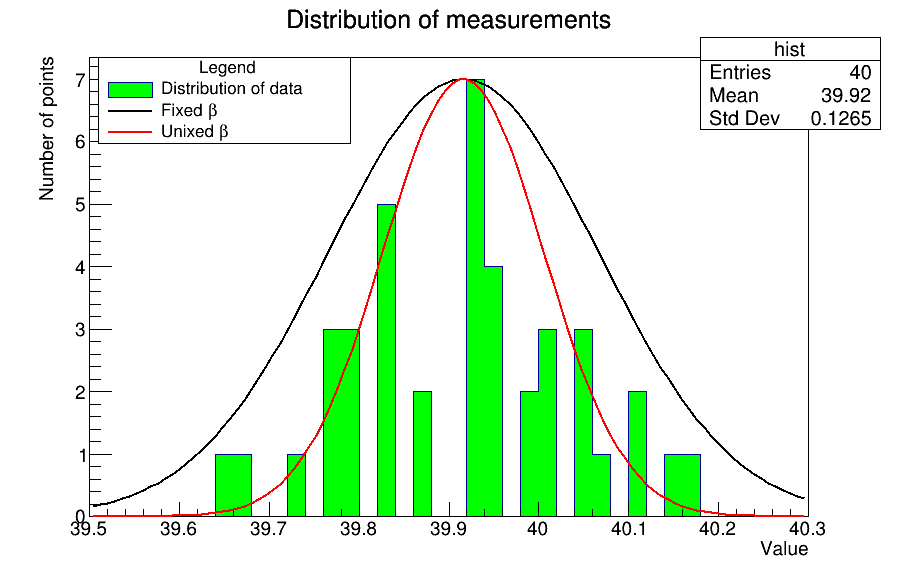 Distribution of measurements
hist
Entries 40
Mean 39.92
Std Dev 0.1265
Legend
Distribution of data
Fixed β
Unixed β
Number of points
7
6
5
4
3
2
1
0
39.5 39.6 39.7 39.8 39.9 40 40.1 40.2 40.3
Value